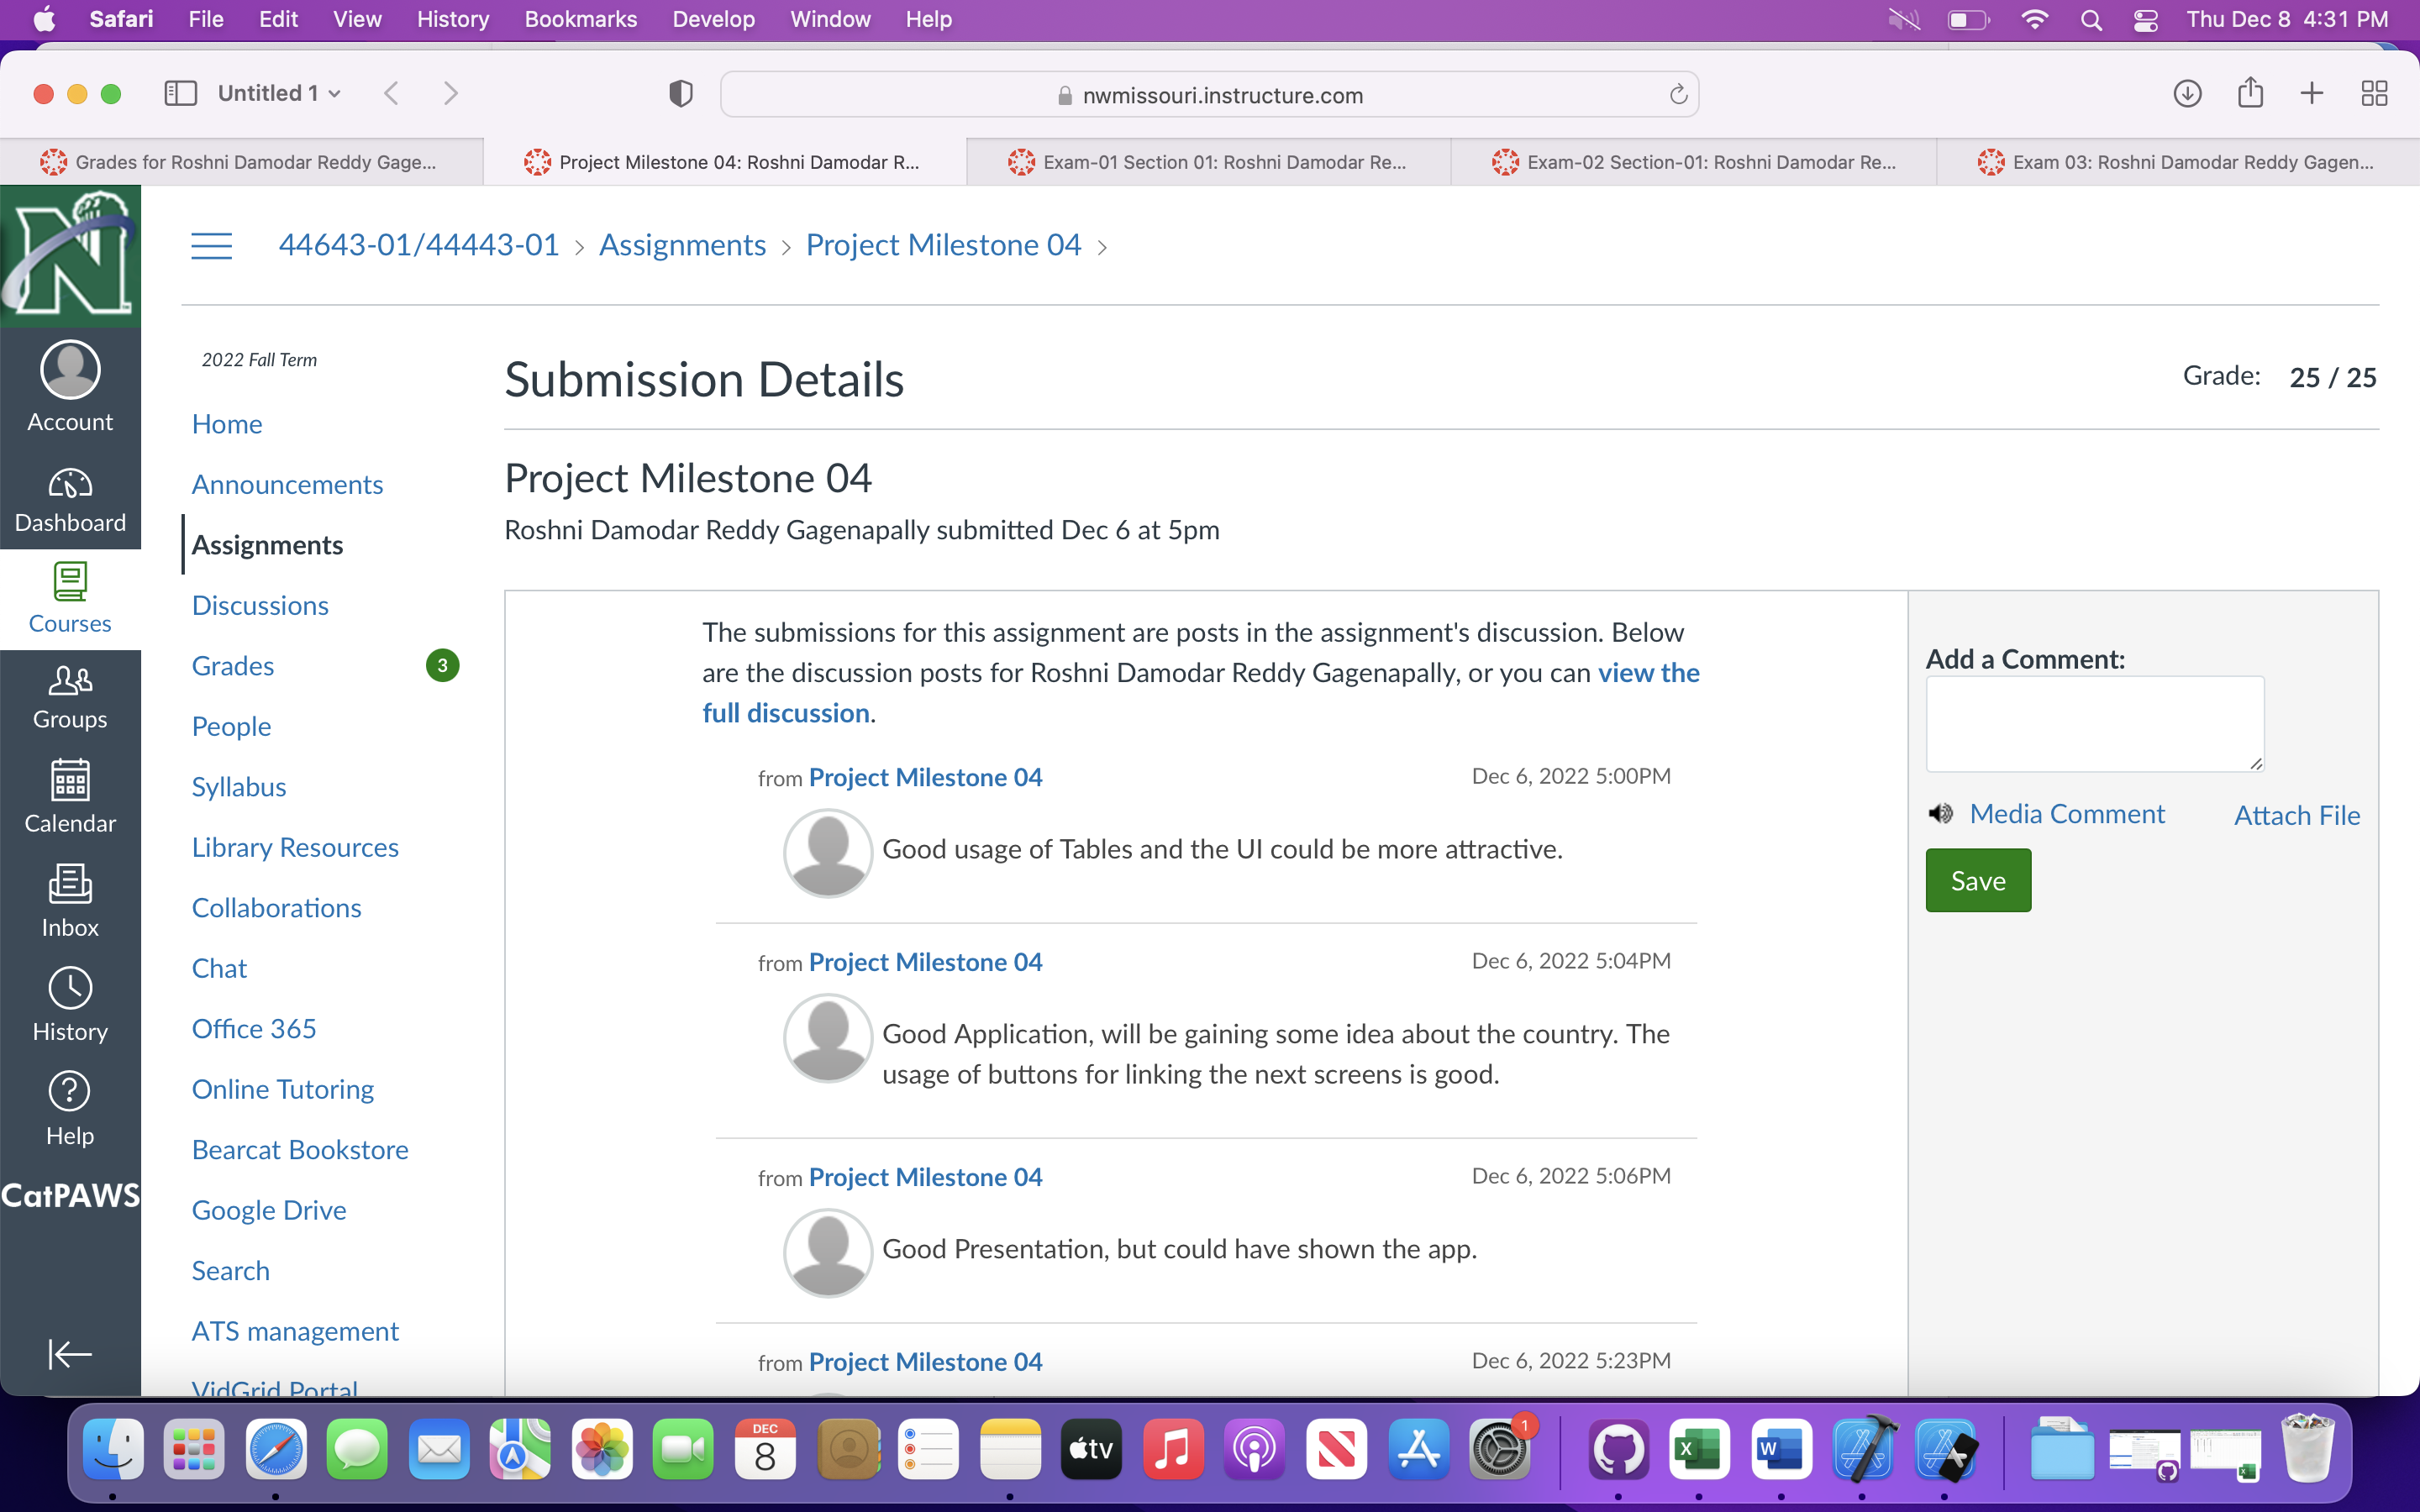 Safari File Edit View History Bookmarks Develop Window Help Thu Dec 8 4:31 PM
Untitled 1 nwmissouri.instructure.com
Grades for Roshni Damodar Reddy Gage... Project Milestone 04: Roshni Damodar R... Exam-01 Section 01: Roshni Damodar Re... Exam-02 Section-01: Roshni Damodar Re... Exam 03: Roshni Damodar Reddy Gagen...
N
Account
Dashboard
Courses
Groups
Calendar
Inbox
History
Help
CatPAWS
44643-01/44443-01 › Assignments › Project Milestone 04 ›
2022 Fall Term
Home
Announcements
Assignments
Discussions
Grades 3
People
Syllabus
Library Resources
Collaborations
Chat
Office 365
Online Tutoring
Bearcat Bookstore
Google Drive
Search
ATS management
VidGrid Portal
Submission Details
Grade: 25 / 25
Project Milestone 04
Roshni Damodar Reddy Gagenapally submitted Dec 6 at 5pm
The submissions for this assignment are posts in the assignment's discussion. Below
are the discussion posts for Roshni Damodar Reddy Gagenapally, or you can view the
full discussion.
from Project Milestone 04 Dec 6, 2022 5:00PM
Good usage of Tables and the UI could be more attractive.
from Project Milestone 04 Dec 6, 2022 5:04PM
Good Application, will be gaining some idea about the country. The
usage of buttons for linking the next screens is good.
from Project Milestone 04 Dec 6, 2022 5:06PM
Good Presentation, but could have shown the app.
from Project Milestone 04 Dec 6, 2022 5:23PM
Add a Comment:
Media Comment Attach File
Save
DEC
8
tv
1
X
W